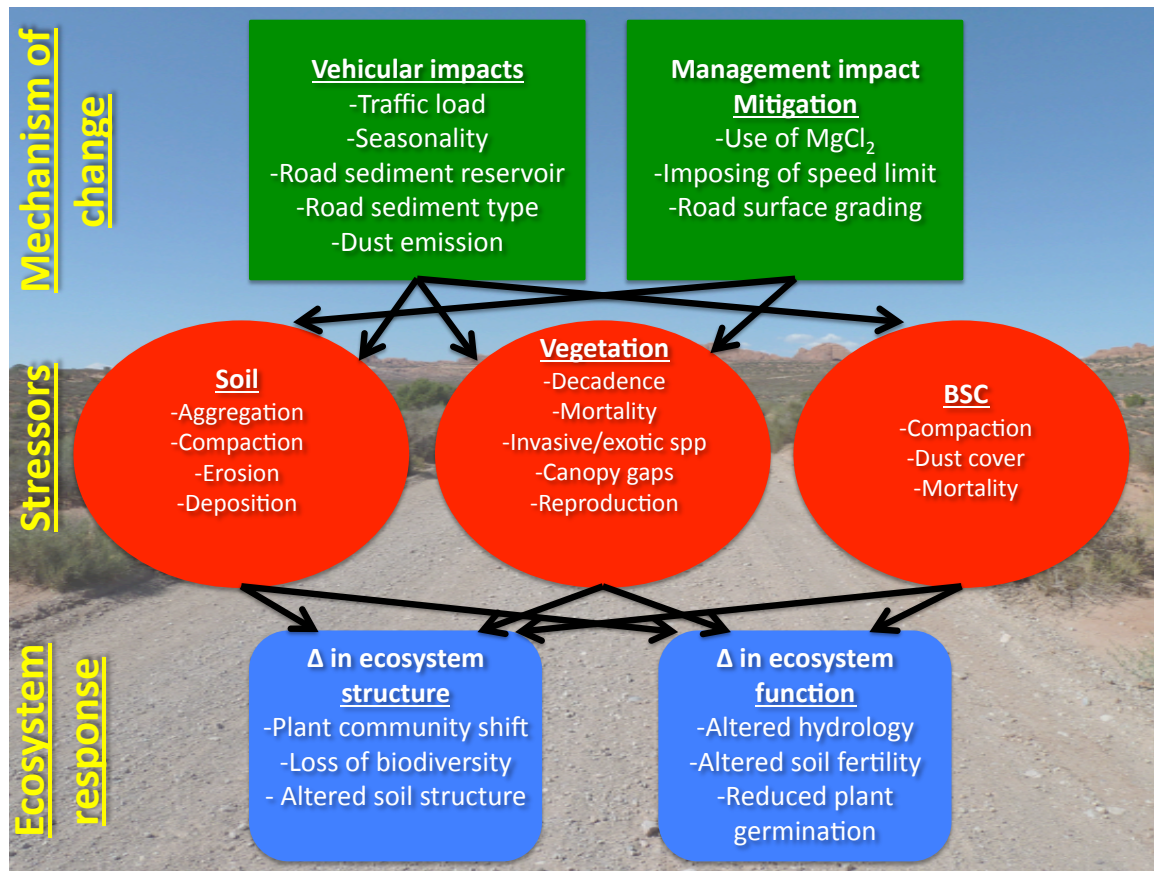 Mechanism of
change
Vehicular impacts
-Traffic load
-Seasonality
-Road sediment reservoir
-Road sediment type
-Dust emission
Management impact
Mitigation
-Use of MgCl₂
-Imposing of speed limit
-Road surface grading
Stressors
Soil
-Aggregation
-Compaction
-Erosion
-Deposition
Vegetation
-Decadence
-Mortality
-Invasive/exotic spp
-Canopy gaps
-Reproduction
BSC
-Compaction
-Dust cover
-Mortality
Ecosystem
response
Δ in ecosystem
structure
-Plant community shift
-Loss of biodiversity
- Altered soil structure
Δ in ecosystem
function
-Altered hydrology
-Altered soil fertility
-Reduced plant
germination